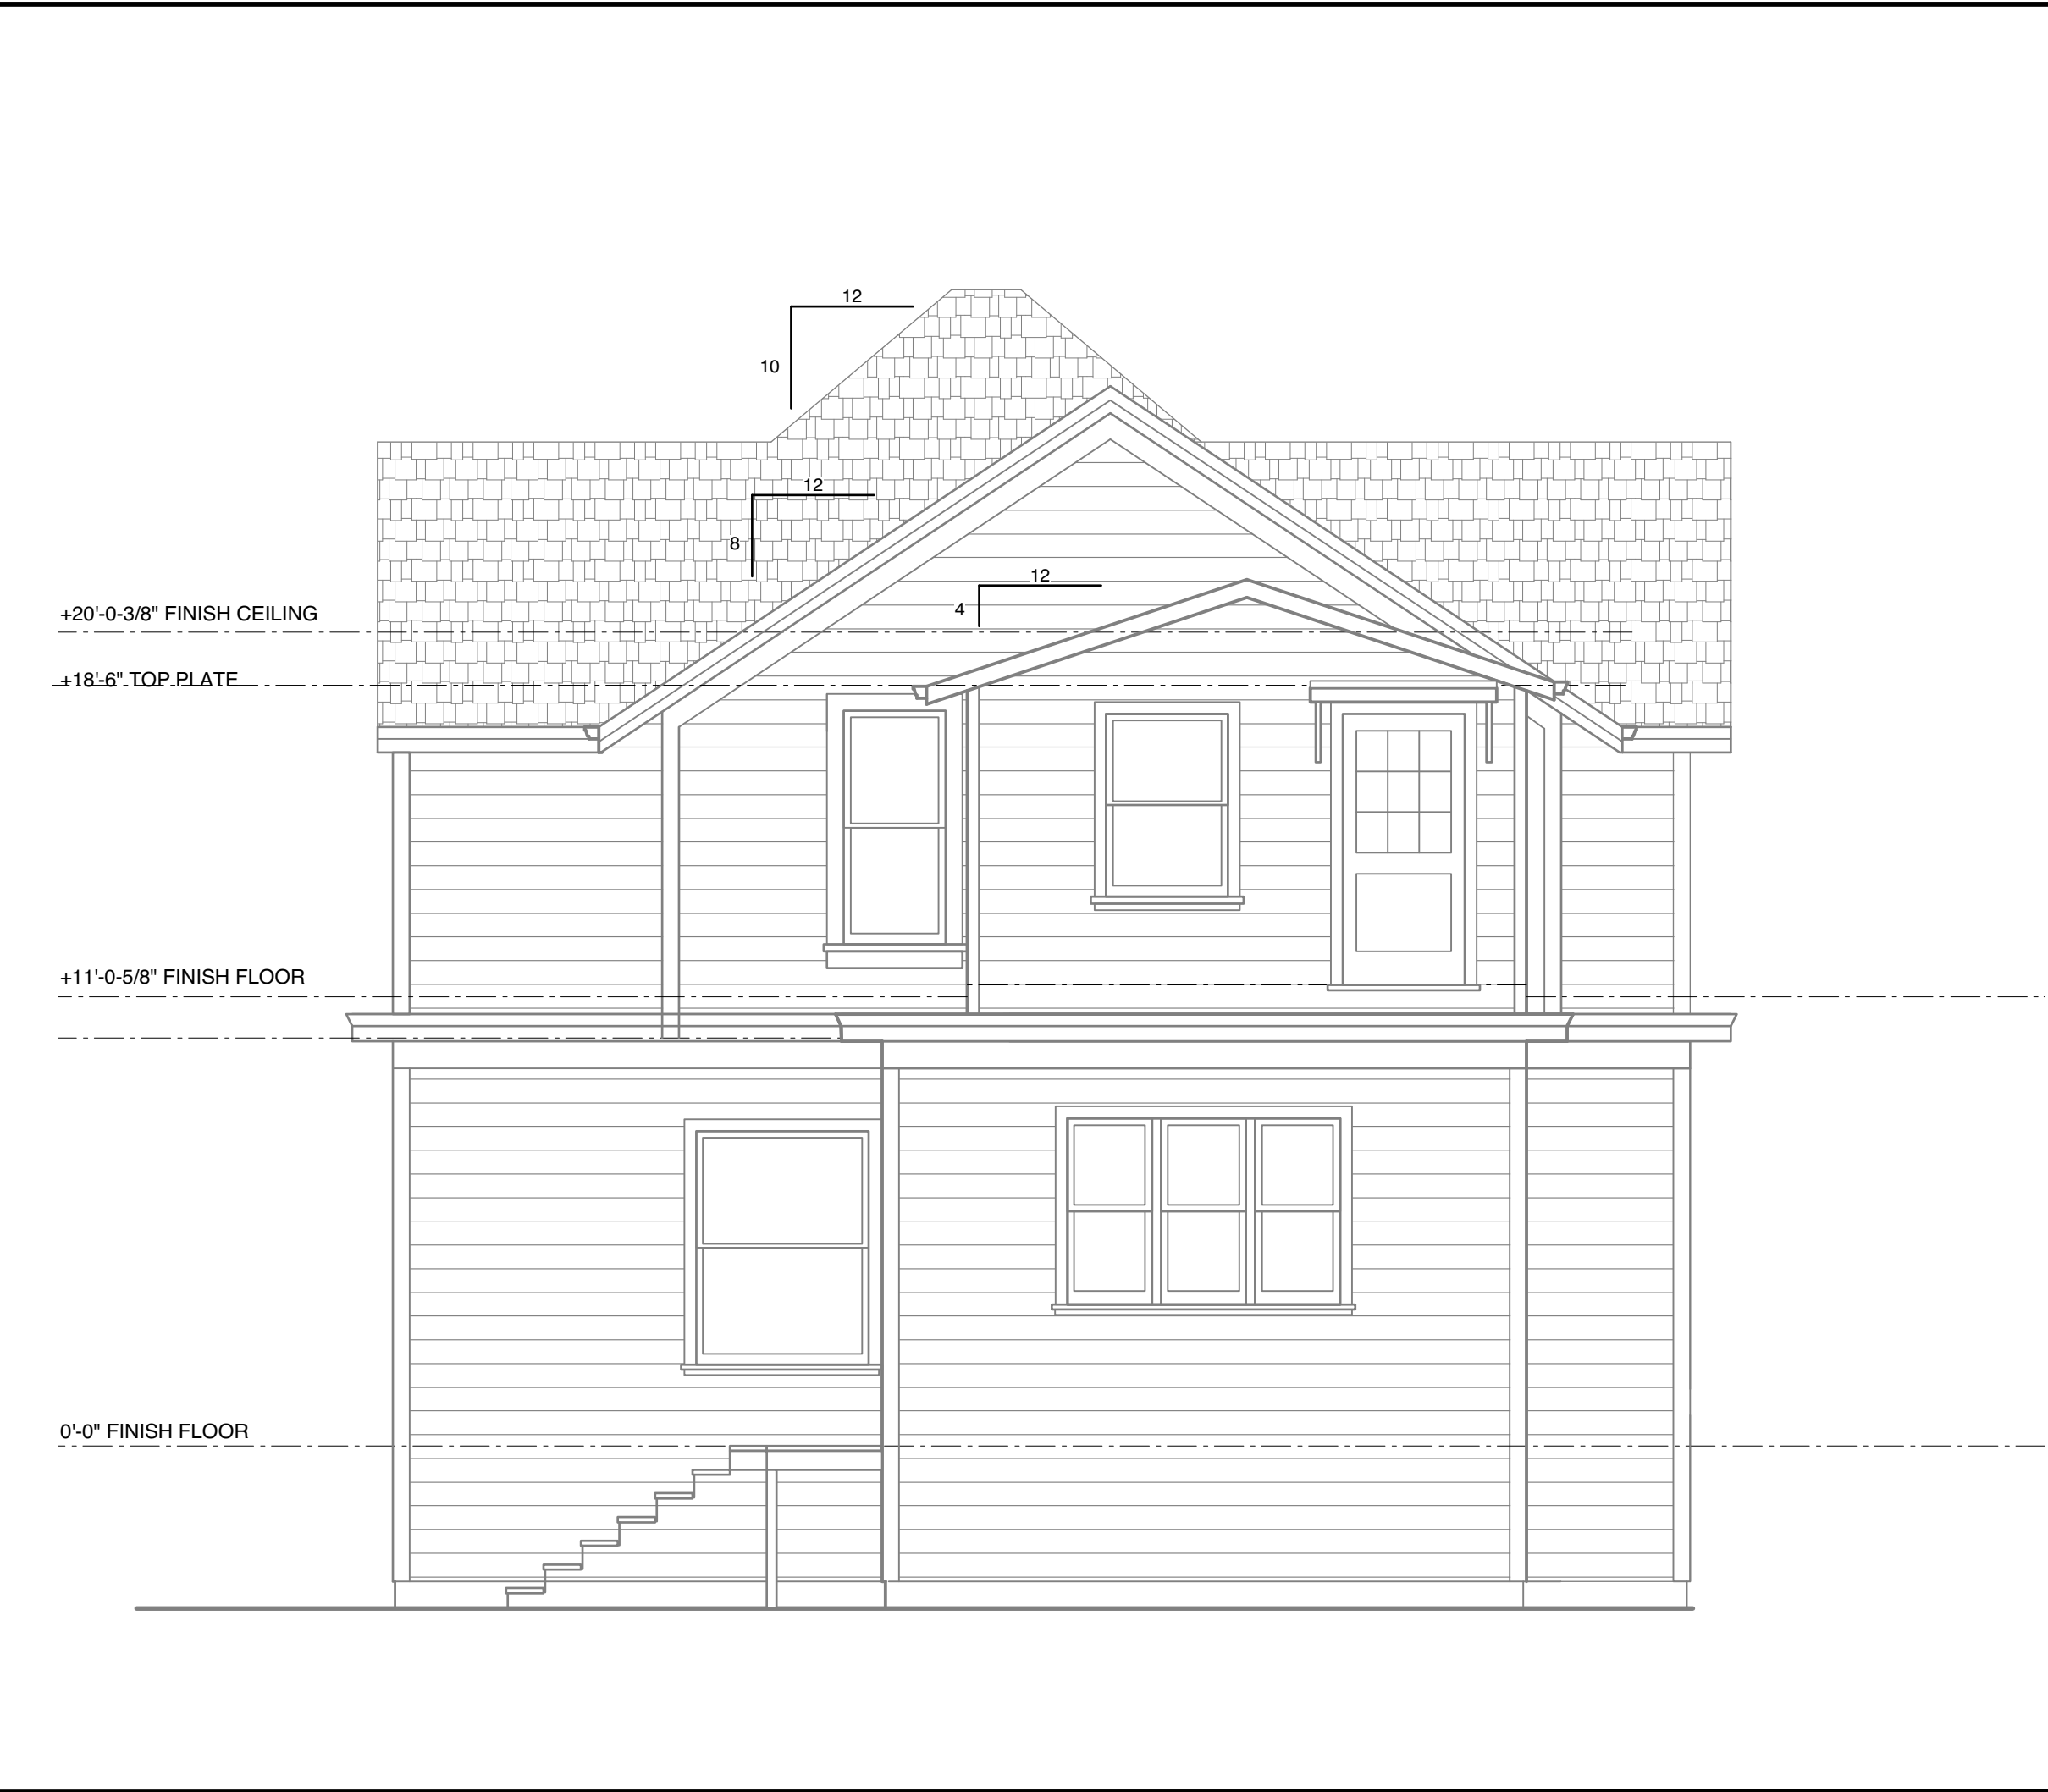 12
10
12
8
12
4
+20'-0-3/8" FINISH CEILING
+18'-6" TOP PLATE
+11'-0-5/8" FINISH FLOOR
0'-0" FINISH FLOOR